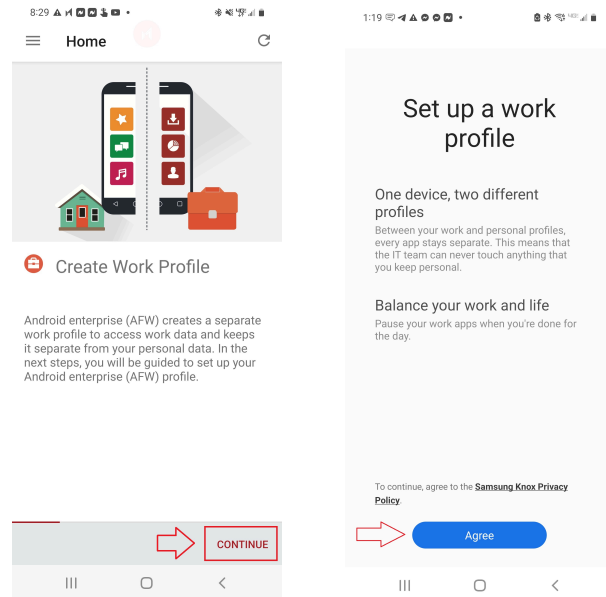 8:29
Home
Create Work Profile
Android enterprise (AFW) creates a separate
work profile to access work data and keeps
it separate from your personal data. In the
next steps, you will be guided to set up your
Android enterprise (AFW) profile.
CONTINUE
1:19
Set up a work
profile
One device, two different
profiles
Between your work and personal profiles,
every app stays separate. This means that
the IT team can never touch anything that
you keep personal.
Balance your work and life
Pause your work apps when you're done for
the day.
To continue, agree to the Samsung Knox Privacy
Policy.
Agree